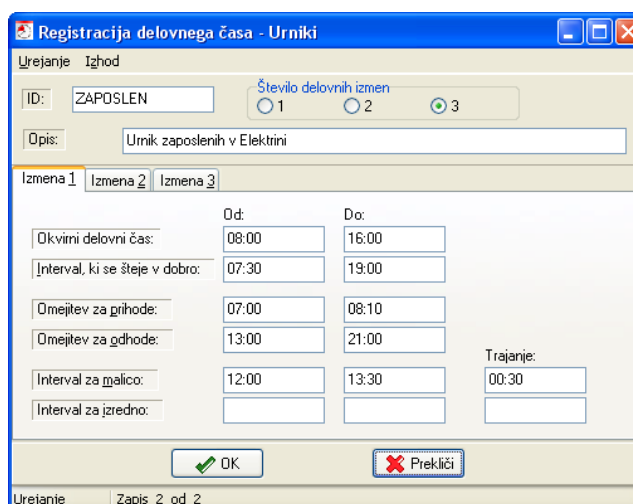 Registracija delovnega časa - Urniki
Urejanje Izhod
ID: ZAPOSLEN
Število delovnih izmen
1 2 3
Opis: Urnik zaposlenih v Elektrini
Izmena 1 Izmena 2 Izmena 3
Od: Do:
Okvirni delovni čas: 08:00 16:00
Interval, ki se šteje v dobro: 07:30 19:00
Omejitev za prihode: 07:00 08:10
Omejitev za odhode: 13:00 21:00
Trajanje:
Interval za malico: 12:00 13:30 00:30
Interval za izredno:
OK Prekliči
Urejanje Zapis 2 od 2